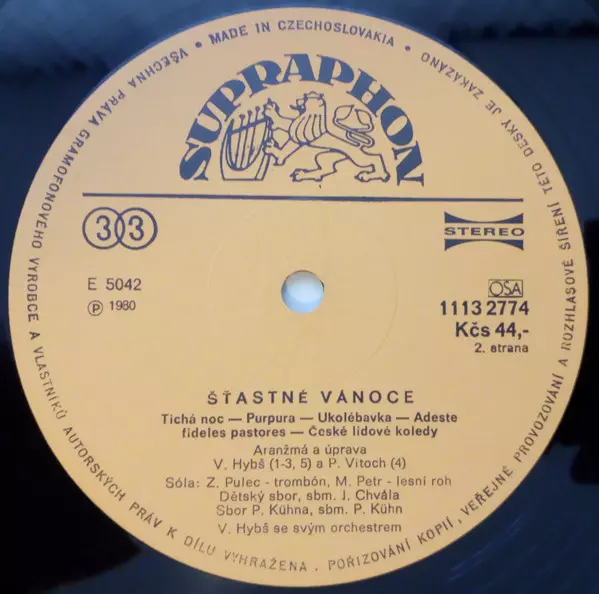 VŠECHNA PRÁVA GRAMOFONOVÉHO VÝROBCE A VLASTNÍKŮ AUTORSKÝCH PRÁV K DÍLU VYHRAŽENA. POŘIZOVÁNÍ KOPIÍ, VEŘEJNÉ PROVOZOVÁNÍ A ROZHLASOVÉ ŠÍŘENÍ TÉTO DESKY JE ZAKÁZÁNO • MADE IN CZECHOSLOVAKIA •
SUPRAPHON
33
STEREO
E 5042
Ⓟ 1980
OSA
1113 2774
Kčs 44,-
2. strana
ŠŤASTNÉ VÁNOCE
Tichá noc — Purpura — Ukolébavka — Adeste
fideles pastores — České lidové koledy
Aranžmá a úprava
V. Hybš (1-3, 5) a P. Vitoch (4)
Sóla: Z. Pulec - trombón, M. Petr - lesní roh
Dětský sbor, sbm. J. Chvála
Sbor P. Kühna, sbm. P. Kühn
V. Hybš se svým orchestrem